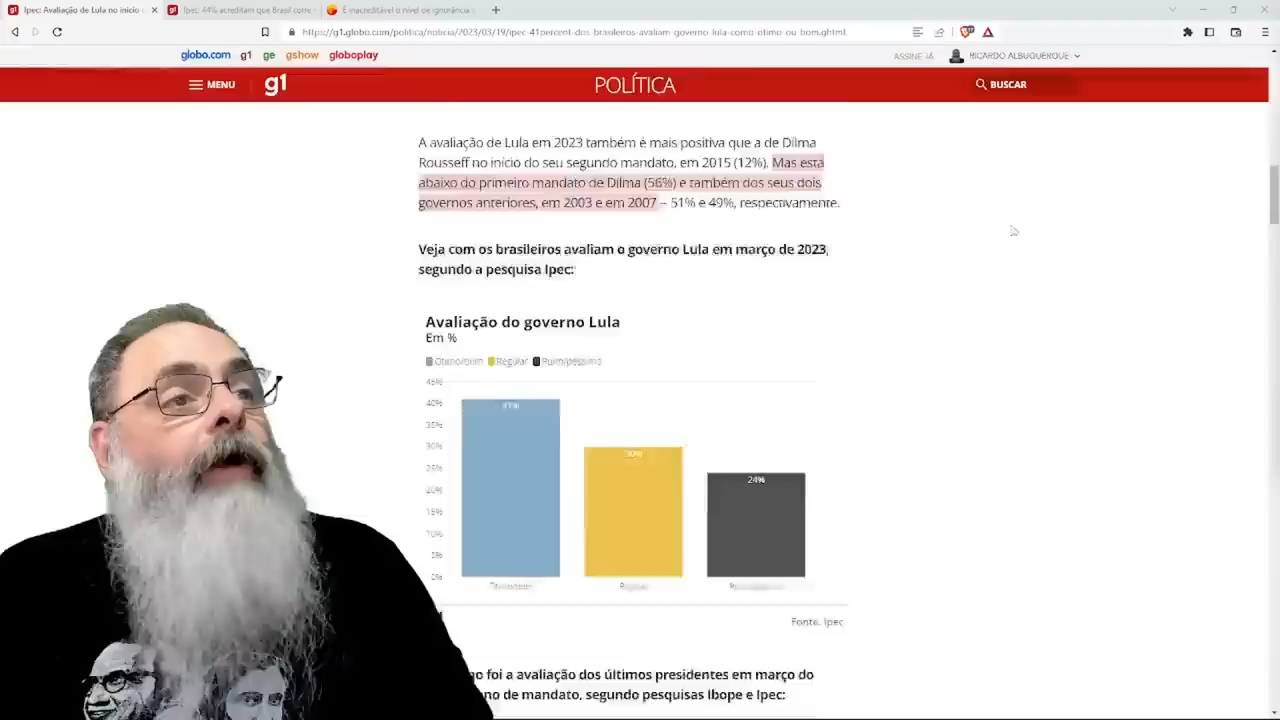 Ipec: Avaliação de Lula no início
Ipec: 44% acreditam que Brasil corre
É inacreditável o nível de ignorância
https://g1.globo.com/politica/noticia/2023/03/19/ipec-41percent-dos-brasileiros-avaliam-governo-lula-como-otimo-ou-bom.ghtml
globo.com g1 ge gshow globoplay
ASSINE JÁ
RICARDO ALBUQUERQUE
MENU
g1
POLÍTICA
BUSCAR
A avaliação de Lula em 2023 também é mais positiva que a de Dilma
Rousseff no início do seu segundo mandato, em 2015 (12%). Mas está
abaixo do primeiro mandato de Dilma (56%) e também dos seus dois
governos anteriores, em 2003 e em 2007 – 51% e 49%, respectivamente.
Veja com os brasileiros avaliam o governo Lula em março de 2023,
segundo a pesquisa Ipec:
Avaliação do governo Lula
Em %
Ótimo/bom Regular Ruim/péssimo
45%
40%
35%
30%
25%
20%
15%
10%
5%
0%
41%
30%
24%
Regular
Fonte: Ipec
foi a avaliação dos últimos presidentes em março do
no de mandato, segundo pesquisas Ibope e Ipec: